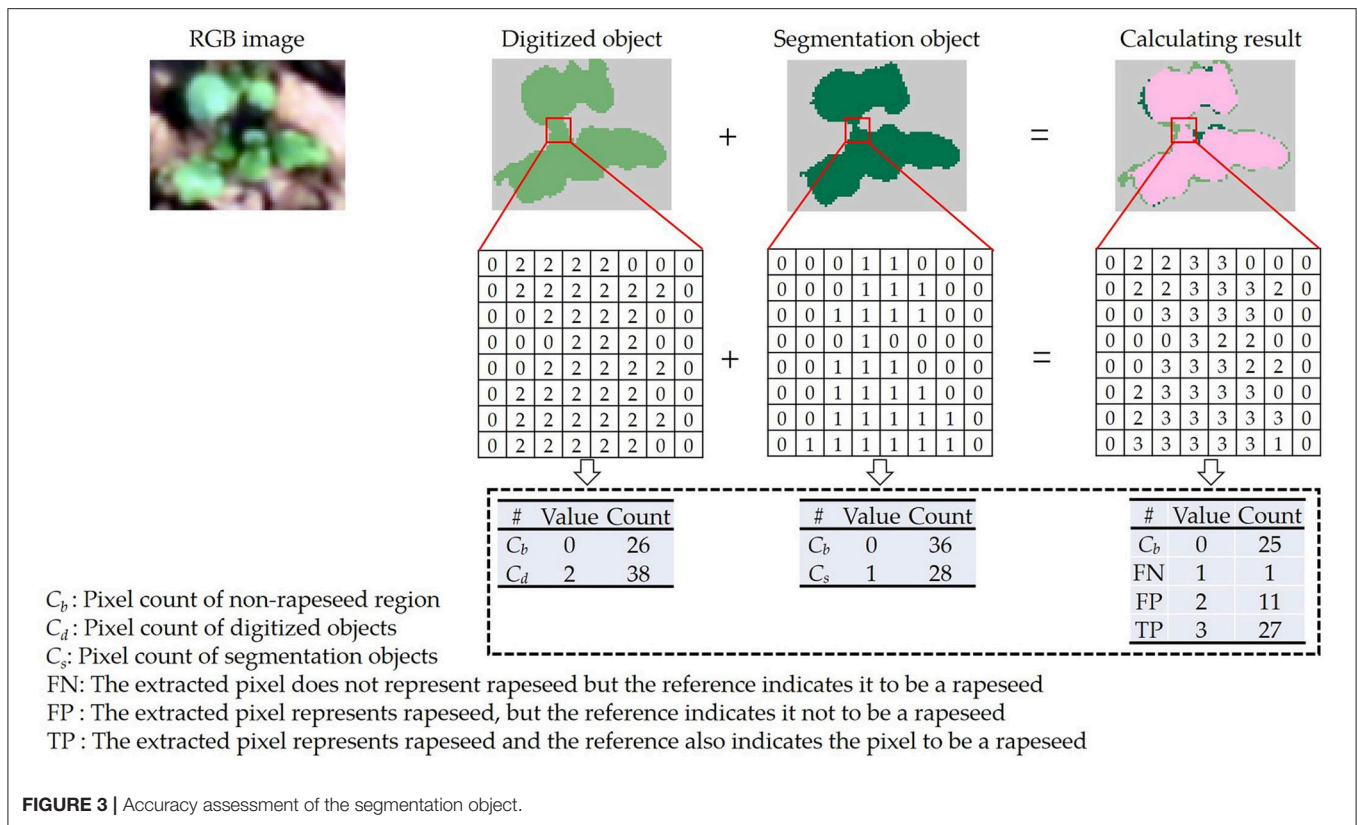 RGB image
Digitized object
Segmentation object
Calculating result
+
=
0 2 2 2 2 0 0 0
0 2 2 2 2 2 2 0
0 0 2 2 2 2 0 0
0 0 0 2 2 2 0 0
0 0 2 2 2 2 2 0
0 2 2 2 2 2 0 0
0 2 2 2 2 2 2 0
0 2 2 2 2 2 0 0
+
0 0 0 1 1 0 0 0
0 0 0 1 1 1 0 0
0 0 1 1 1 1 0 0
0 0 0 1 0 0 0 0
0 0 1 1 1 0 0 0
0 0 1 1 1 1 0 0
0 0 1 1 1 1 1 0
0 1 1 1 1 1 1 0
=
0 2 2 3 3 0 0 0
0 2 2 3 3 3 2 0
0 0 3 3 3 3 0 0
0 0 0 3 2 2 0 0
0 0 3 3 3 2 2 0
0 2 3 3 3 3 0 0
0 2 3 3 3 3 3 0
0 3 3 3 3 3 1 0
# Value Count
C_b 0 26
C_d 2 38
# Value Count
C_b 0 36
C_s 1 28
# Value Count
C_b 0 25
FN 1 1
FP 2 11
TP 3 27
C_b : Pixel count of non-rapeseed region
C_d : Pixel count of digitized objects
C_s: Pixel count of segmentation objects
FN: The extracted pixel does not represent rapeseed but the reference indicates it to be a rapeseed
FP : The extracted pixel represents rapeseed, but the reference indicates it not to be a rapeseed
TP : The extracted pixel represents rapeseed and the reference also indicates the pixel to be a rapeseed
FIGURE 3 | Accuracy assessment of the segmentation object.